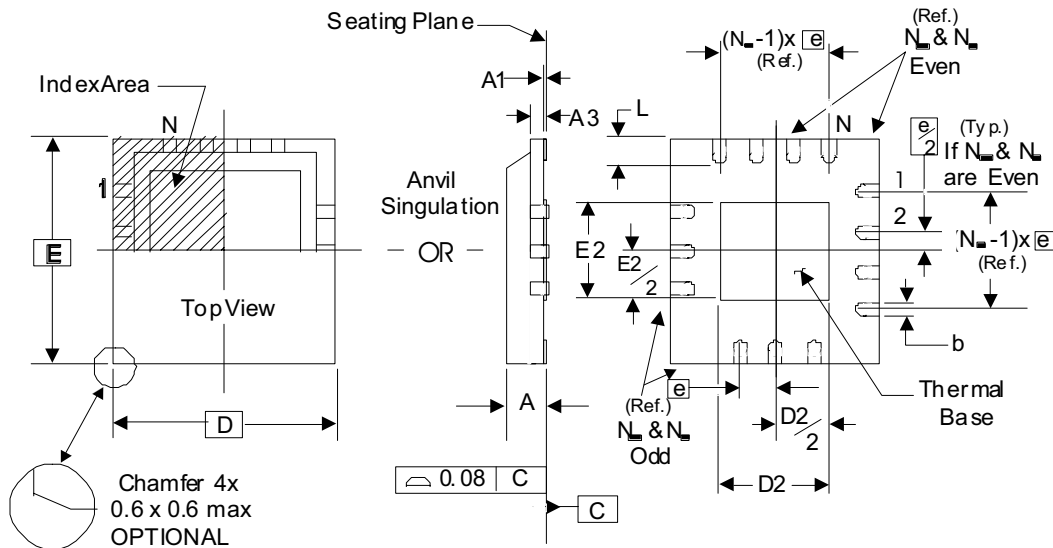 Seating Plane
IndexArea
N
1
E
TopView
D
Chamfer 4x
0.6 x 0.6 max
OPTIONAL
A1
A3
L
Anvil
Singulation
OR
A
0.08 C
C
(N -1)x e
(Ref.)
(Ref.)
N & N
Even
N
e/2
(Typ.)
If N & N
are Even
1
2
(N -1)x e
(Ref.)
b
E2
E2/2
Thermal
Base
e
(Ref.)
N & N
Odd
D2/2
D2